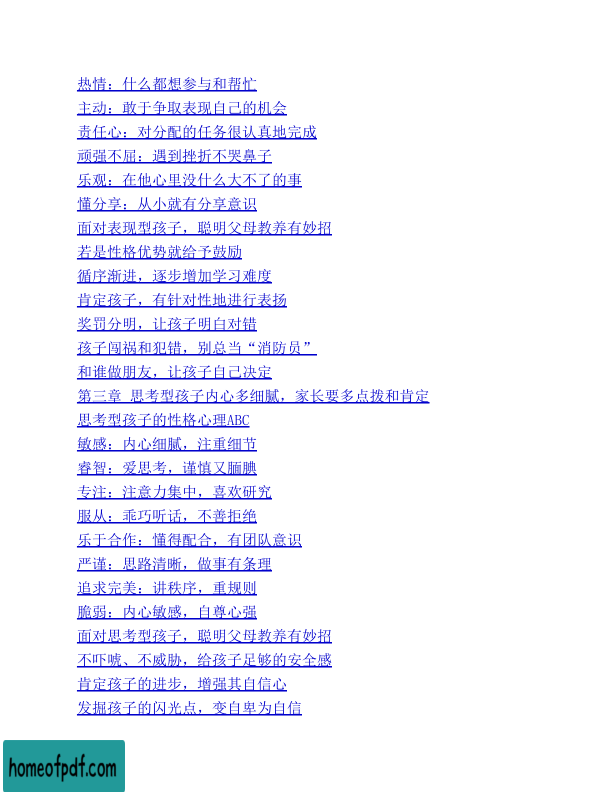 热情：什么都想参与和帮忙
主动：敢于争取表现自己的机会
责任心：对分配的任务很认真地完成
顽强不屈：遇到挫折不哭鼻子
乐观：在他心里没什么大不了的事
懂分享：从小就有分享意识
面对表现型孩子，聪明父母教养有妙招
若是性格优势就给予鼓励
循序渐进，逐步增加学习难度
肯定孩子，有针对性地进行表扬
奖罚分明，让孩子明白对错
孩子闯祸和犯错，别总当“消防员”
和谁做朋友，让孩子自己决定
第三章 思考型孩子内心多细腻，家长要多点拨和肯定
思考型孩子的性格心理ABC
敏感：内心细腻，注重细节
睿智：爱思考，谨慎又腼腆
专注：注意力集中，喜欢研究
服从：乖巧听话，不善拒绝
乐于合作：懂得配合，有团队意识
严谨：思路清晰，做事有条理
追求完美：讲秩序，重规则
脆弱：内心敏感，自尊心强
面对思考型孩子，聪明父母教养有妙招
不吓唬、不威胁，给孩子足够的安全感
肯定孩子的进步，增强其自信心
发掘孩子的闪光点，变自卑为自信
homeofpdf.com